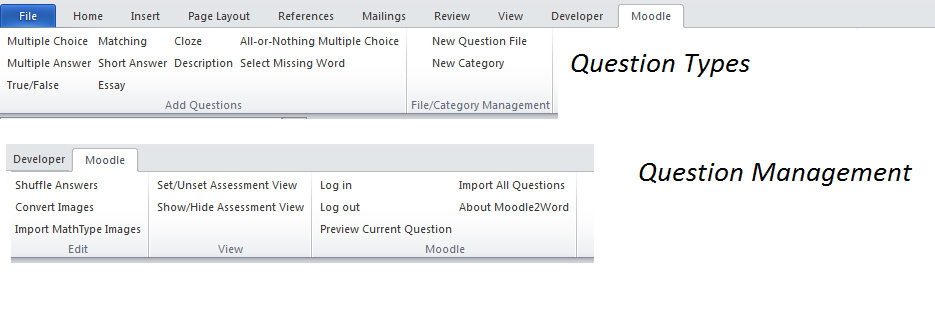 File Home Insert Page Layout References Mailings Review View Developer Moodle
Multiple Choice Matching Cloze All-or-Nothing Multiple Choice New Question File
Multiple Answer Short Answer Description Select Missing Word New Category
True/False Essay
Add Questions File/Category Management
Question Types
Developer Moodle
Shuffle Answers Set/Unset Assessment View Log in Import All Questions
Convert Images Show/Hide Assessment View Log out About Moodle2Word
Import MathType Images Preview Current Question
Edit View Moodle
Question Management